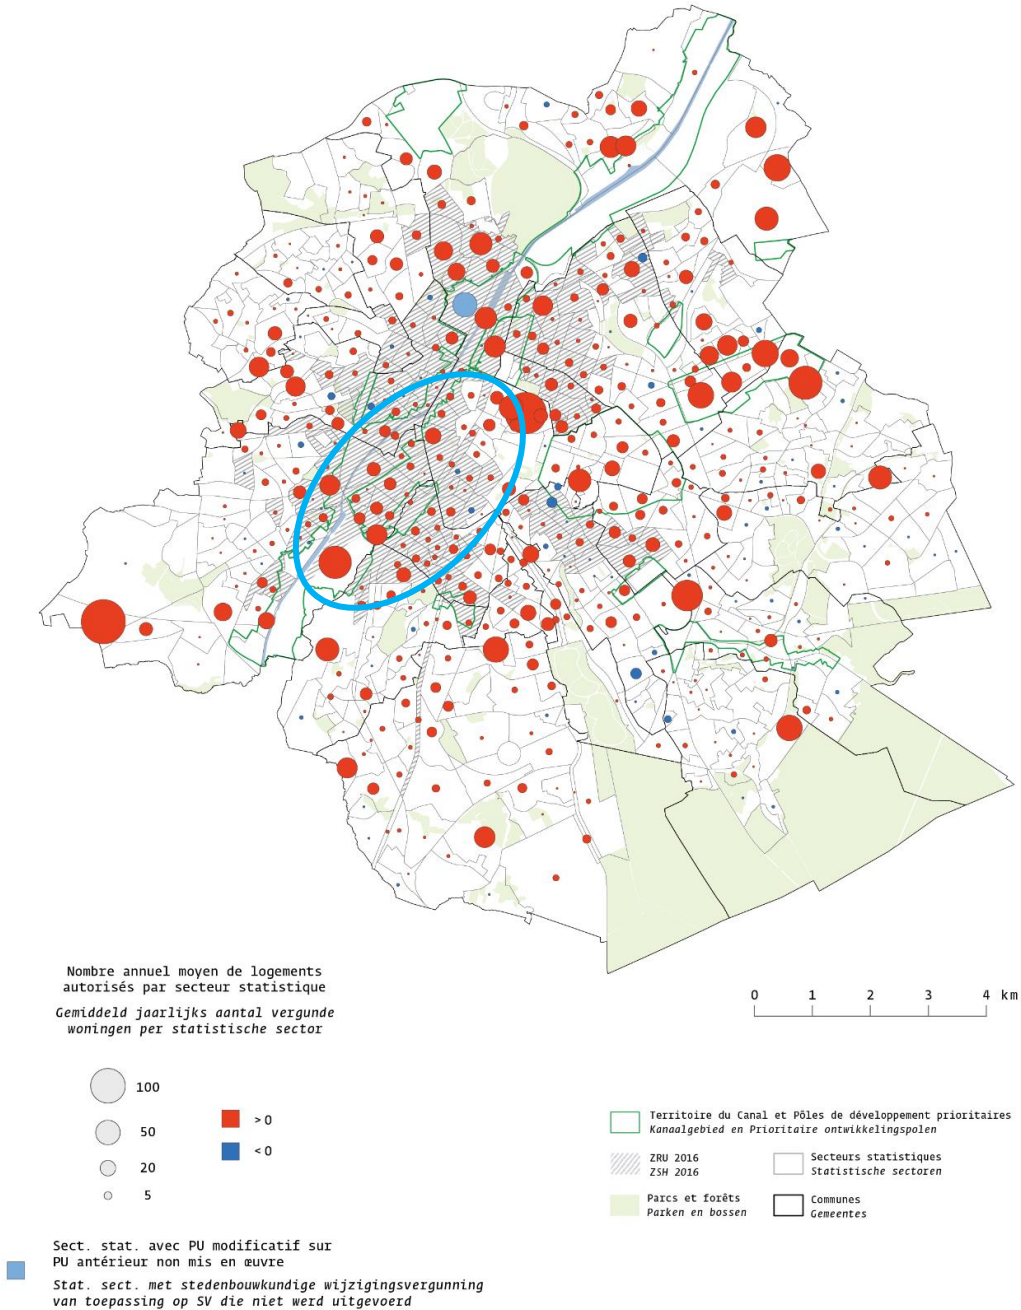 Nombre annuel moyen de logements
autorisés par secteur statistique
Gemiddeld jaarlijks aantal vergunde
woningen per statistische sector
100
50
20
5
> 0
< 0
Sect. stat. avec PU modificatif sur
PU antérieur non mis en œuvre
Stat. sect. met stedenbouwkundige wijzigingsvergunning
van toepassing op SV die niet werd uitgevoerd
0 1 2 3 4 km
Territoire du Canal et Pôles de développement prioritaires
Kanaalgebied en Prioritaire ontwikkelingspolen
ZRU 2016
ZSH 2016
Secteurs statistiques
Statistische sectoren
Parcs et forêts
Parken en bossen
Communes
Gemeentes